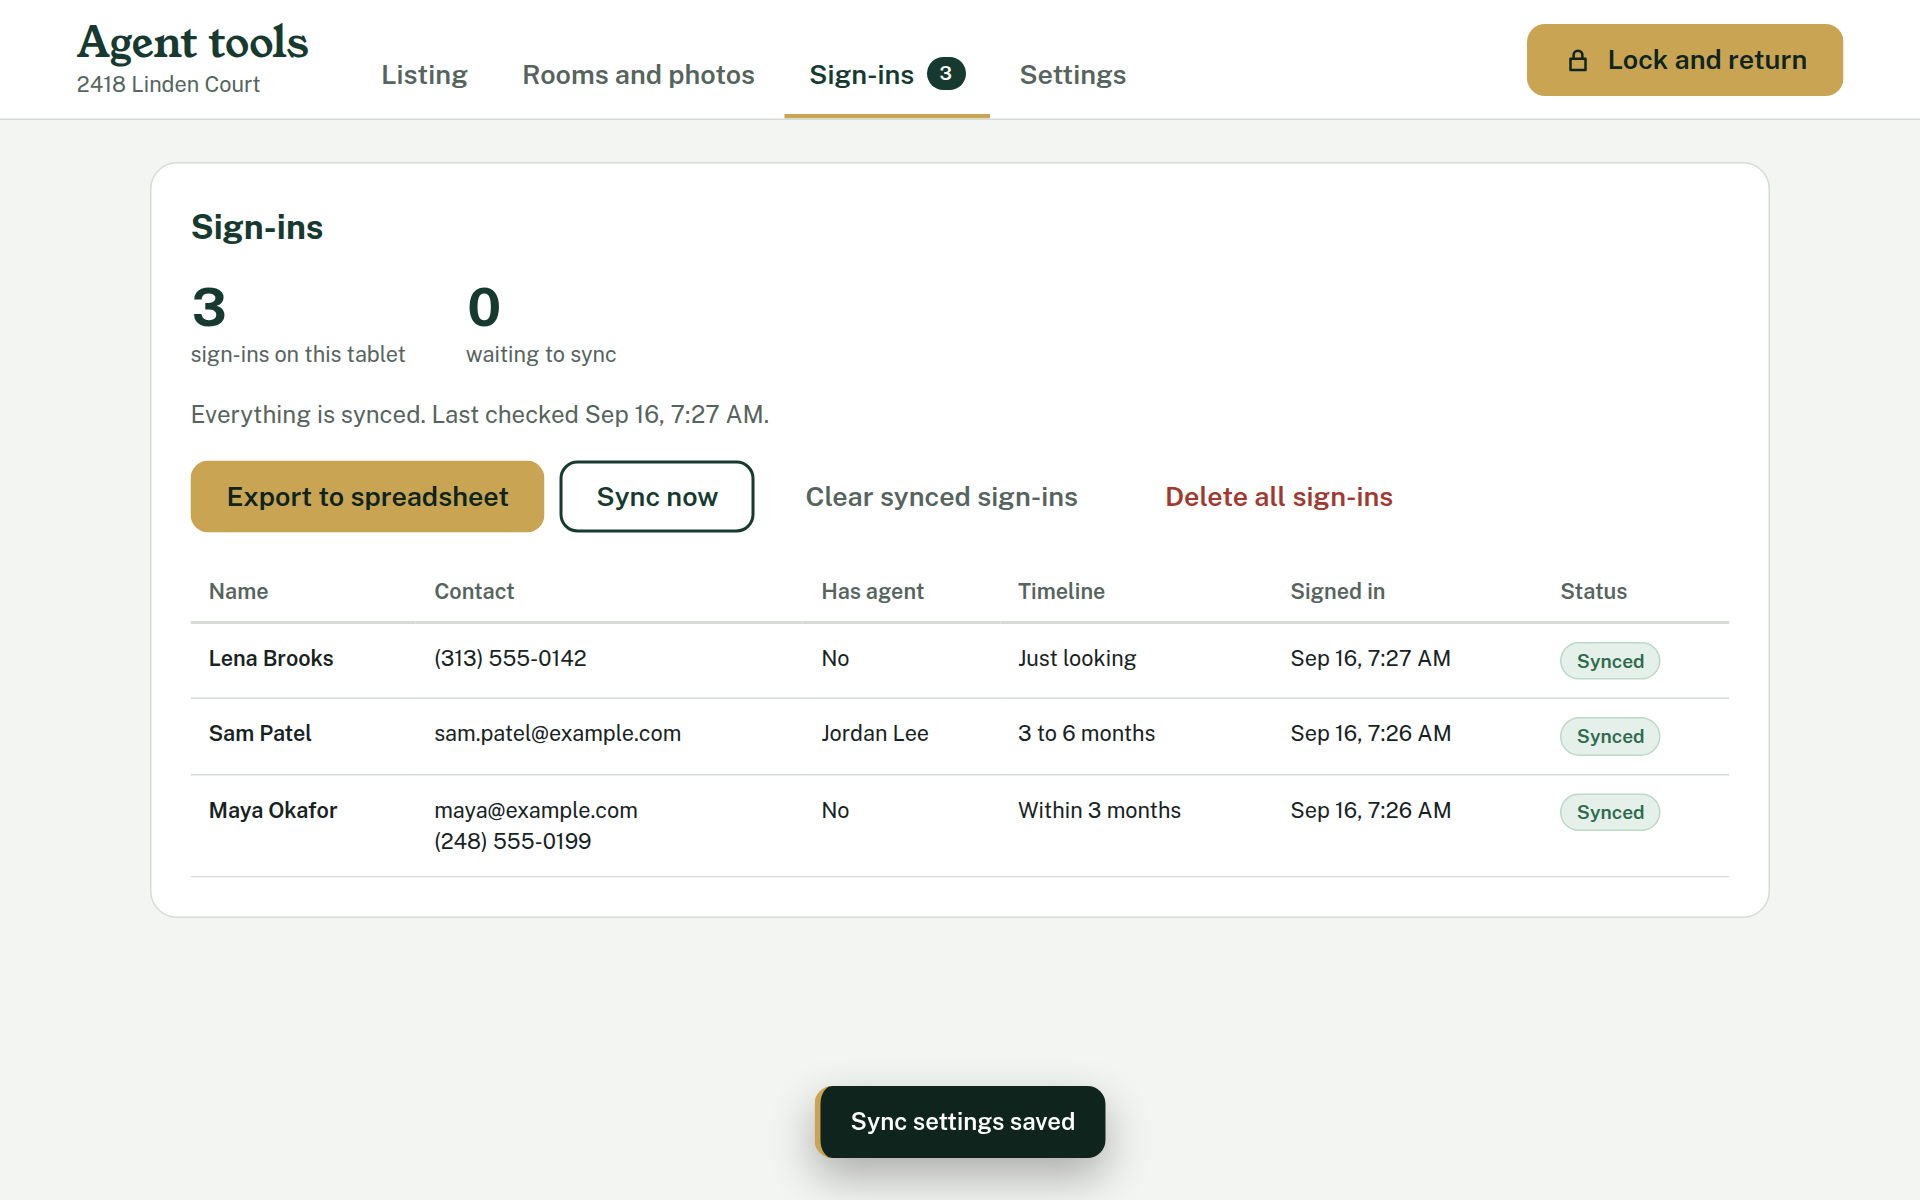 Agent tools
2418 Linden Court
Listing
Rooms and photos
Sign-ins 3
Settings
Lock and return
Sign-ins
3
sign-ins on this tablet
0
waiting to sync
Everything is synced. Last checked Sep 16, 7:27 AM.
Export to spreadsheet
Sync now
Clear synced sign-ins
Delete all sign-ins
Name Contact Has agent Timeline Signed in Status
Lena Brooks (313) 555-0142 No Just looking Sep 16, 7:27 AM Synced
Sam Patel sam.patel@example.com Jordan Lee 3 to 6 months Sep 16, 7:26 AM Synced
Maya Okafor maya@example.com No Within 3 months Sep 16, 7:26 AM Synced
(248) 555-0199
Sync settings saved